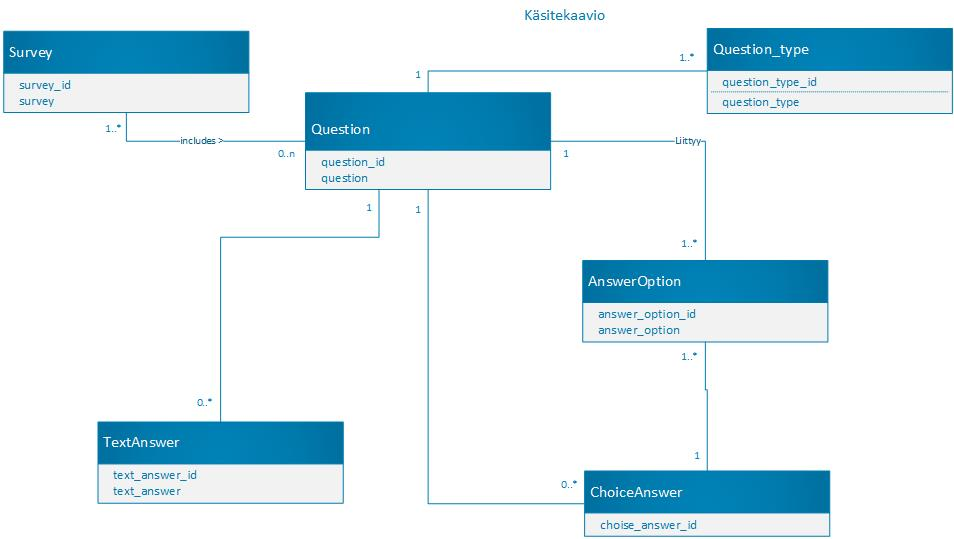 Käsitekaavio
Survey
survey_id
survey
Question_type
question_type_id
question_type
1..*
1
Question
question_id
question
1..*
includes >
0..n
1
Liittyy
1..*
1
1
AnswerOption
answer_option_id
answer_option
1..*
0..*
TextAnswer
text_answer_id
text_answer
1
0..*
ChoiceAnswer
choise_answer_id